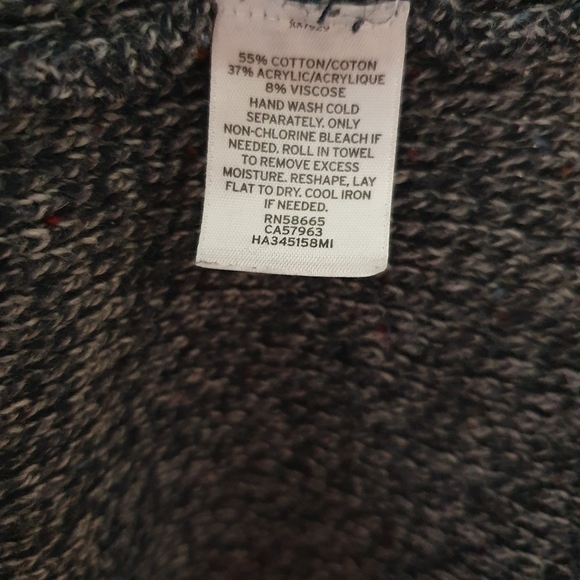 55% COTTON/COTON
37% ACRYLIC/ACRYLIQUE
8% VISCOSE
HAND WASH COLD
SEPARATELY. ONLY
NON-CHLORINE BLEACH IF
NEEDED. ROLL IN TOWEL
TO REMOVE EXCESS
MOISTURE. RESHAPE, LAY
FLAT TO DRY. COOL IRON
IF NEEDED.
RN58665
CA57963
HA345158MI